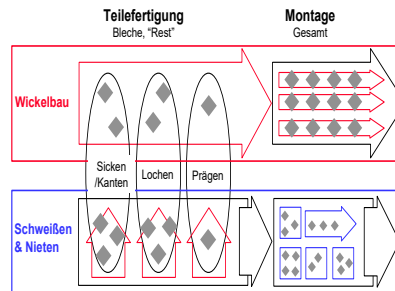 Teilefertigung
Bleche, “Rest”
Montage
Gesamt
Wickelbau
Sicken
/Kanten
Lochen
Prägen
Schweißen
& Nieten